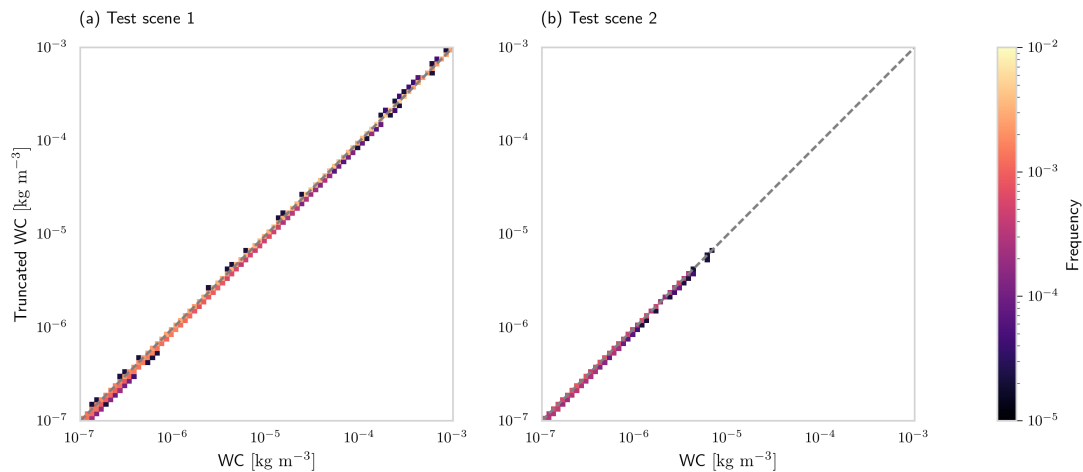 (a) Test scene 1
(b) Test scene 2
Truncated WC [kg m⁻³]
10⁻³
10⁻⁴
10⁻⁵
10⁻⁶
10⁻⁷
10⁻⁷ 10⁻⁶ 10⁻⁵ 10⁻⁴ 10⁻³
WC [kg m⁻³]
10⁻³
10⁻⁴
10⁻⁵
10⁻⁶
10⁻⁷
10⁻⁷ 10⁻⁶ 10⁻⁵ 10⁻⁴ 10⁻³
WC [kg m⁻³]
10⁻²
10⁻³
10⁻⁴
10⁻⁵
Frequency